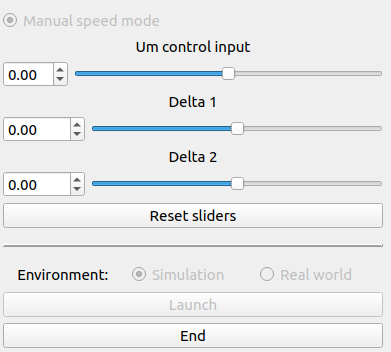 Manual speed mode
Um control input
0.00
Delta 1
0.00
Delta 2
0.00
Reset sliders
Environment: Simulation Real world
Launch
End